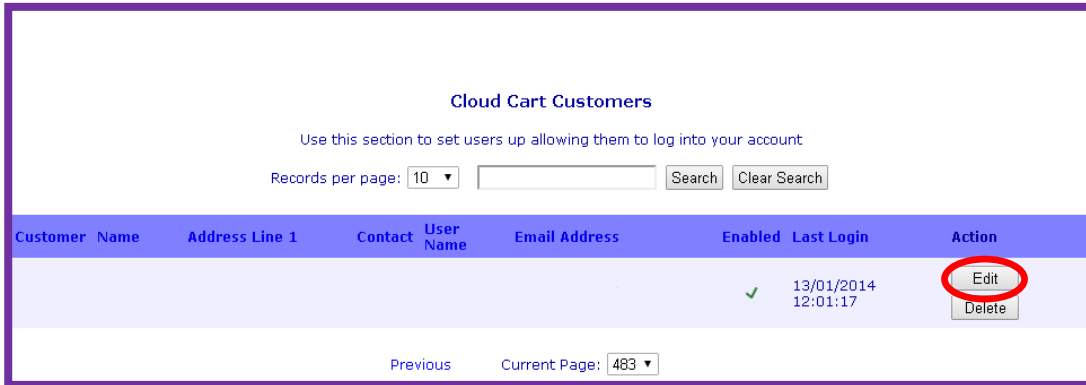 Cloud Cart Customers
Use this section to set users up allowing them to log into your account
Records per page: 10 Search Clear Search
Customer Name Address Line 1 Contact User Name Email Address Enabled Last Login Action
13/01/2014 12:01:17 Edit
Delete
Previous Current Page: 483